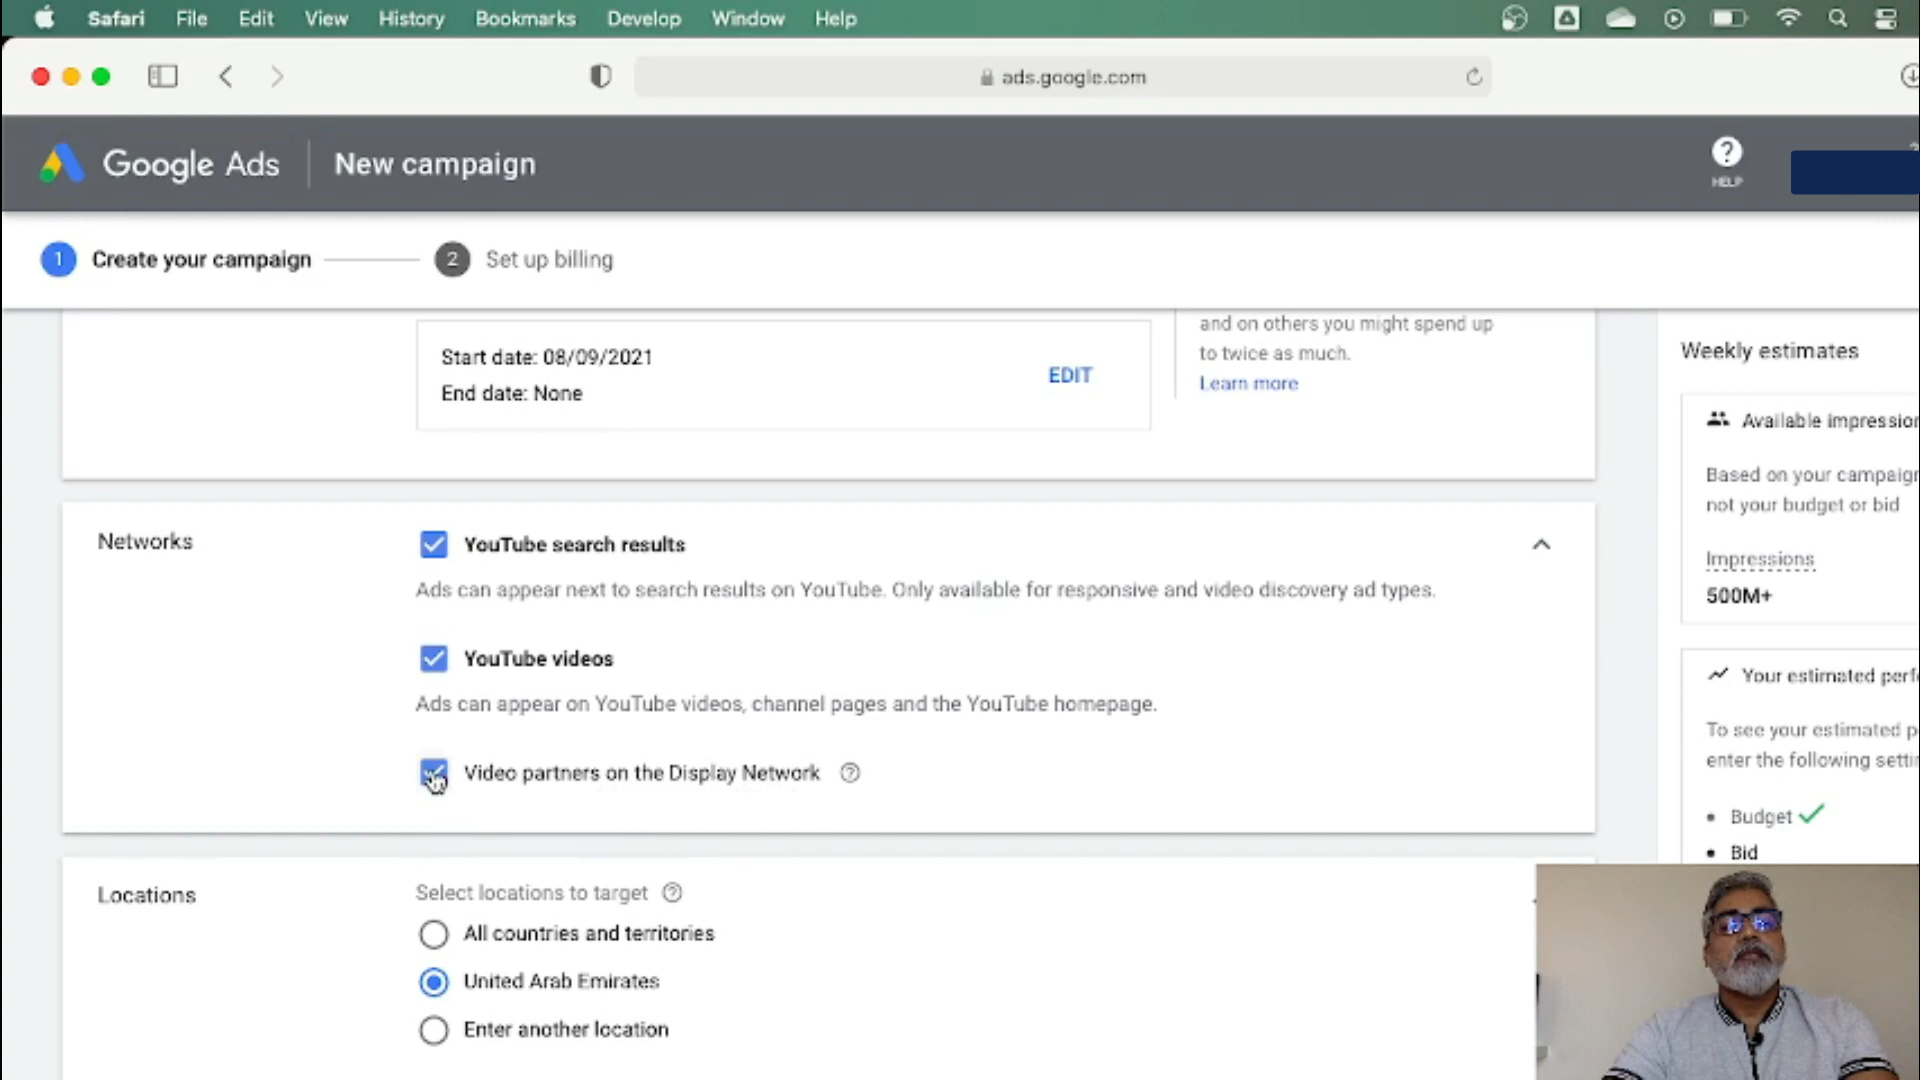 Safari File Edit View History Bookmarks Develop Window Help
ads.google.com
Google Ads New campaign
HELP
1 Create your campaign 2 Set up billing
Start date: 08/09/2021
End date: None
EDIT
and on others you might spend up
to twice as much.
Learn more
Networks
YouTube search results
Ads can appear next to search results on YouTube. Only available for responsive and video discovery ad types.
YouTube videos
Ads can appear on YouTube videos, channel pages and the YouTube homepage.
Video partners on the Display Network
Locations
Select locations to target
All countries and territories
United Arab Emirates
Enter another location
Weekly estimates
Available impression
Based on your campaign
not your budget or bid
Impressions
500M+
Your estimated perf
To see your estimated p
enter the following setti
• Budget
• Bid